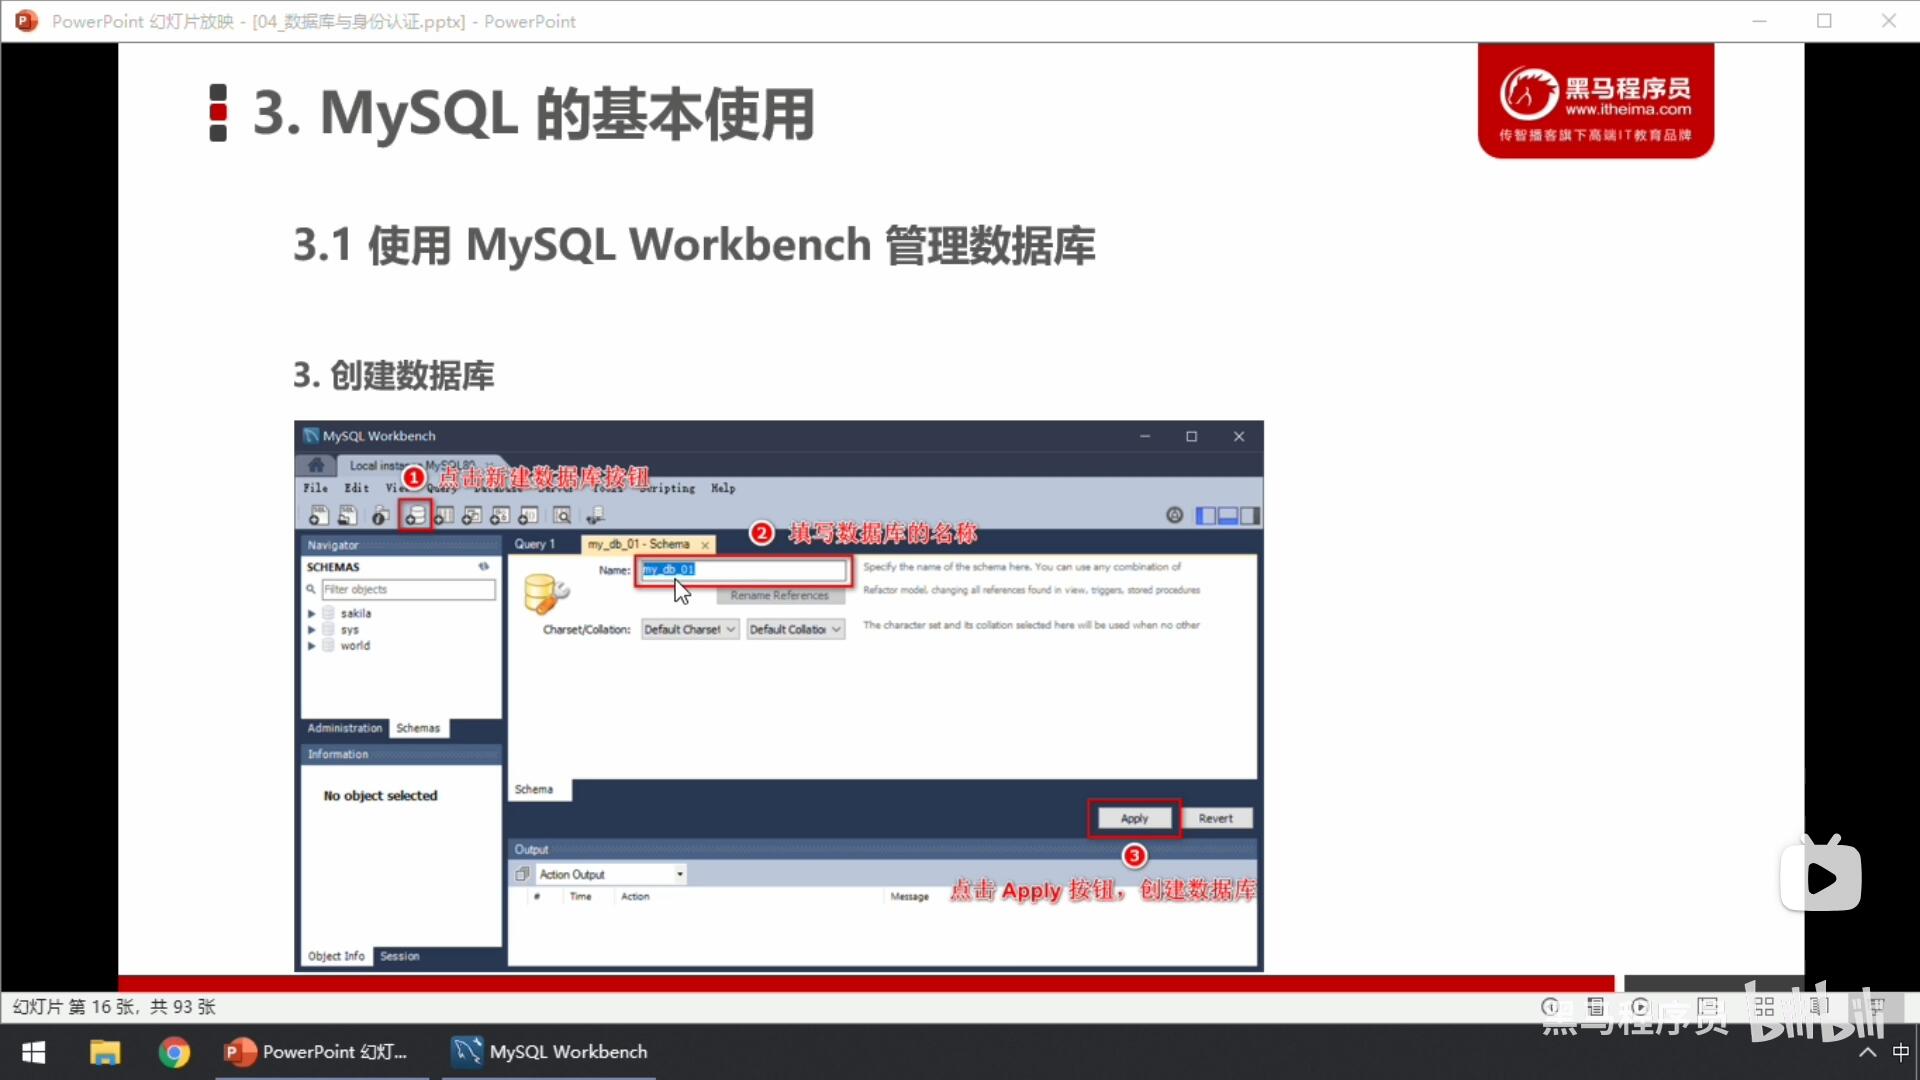 PowerPoint 幻灯片放映 - [04_数据库与身份认证.pptx] - PowerPoint
3. MySQL 的基本使用
黑马程序员
www.itheima.com
传智播客旗下高端IT教育品牌
3.1 使用 MySQL Workbench 管理数据库
3. 创建数据库
MySQL Workbench
Local instance MySQL80
1 点击新建数据库按钮
File Edit View Query Database Server Tools Scripting Help
2 填写数据库的名称
Navigator
Query 1
my_db_01 - Schema
SCHEMAS
Filter objects
sakila
sys
world
Name: my_db_01
Specify the name of the schema here. You can use any combination of
Rename References
Refactor model, changing all references found in view, triggers, stored procedures
Charset/Collation: Default Charset Default Collation
The character set and its collation selected here will be used when no other
Administration Schemas
Information
No object selected
Schema
Apply Revert
3
点击 Apply 按钮，创建数据库
Output
Action Output
# Time Action Message
Object Info Session
幻灯片 第 16 张，共 93 张
黑马程序员 bilibili
PowerPoint 幻灯...
MySQL Workbench
中